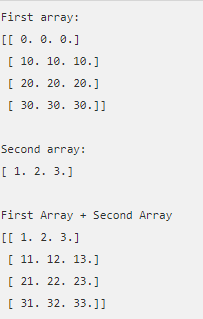 First array:
[[ 0. 0. 0.]
[ 10. 10. 10.]
[ 20. 20. 20.]
[ 30. 30. 30.]]
Second array:
[ 1. 2. 3.]
First Array + Second Array
[[ 1. 2. 3.]
[ 11. 12. 13.]
[ 21. 22. 23.]
[ 31. 32. 33.]]